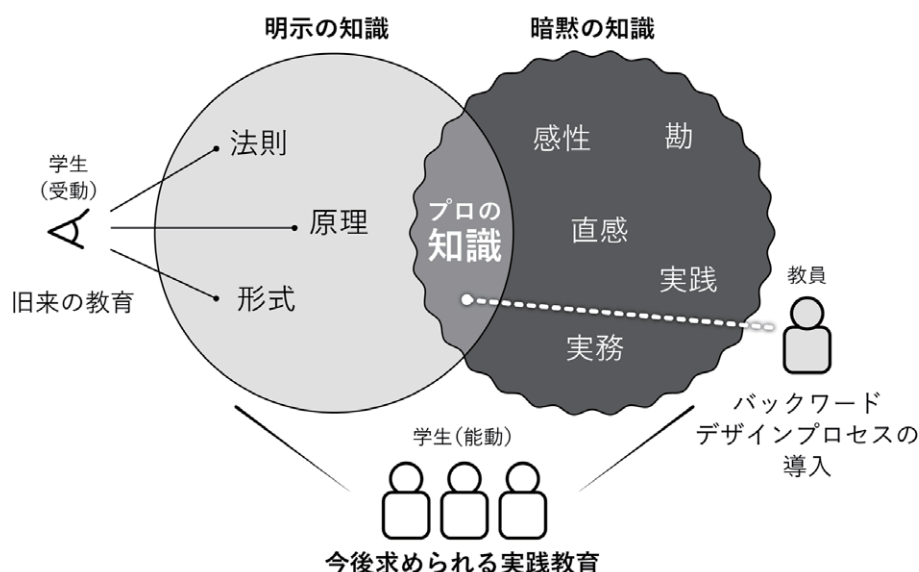 明示の知識
暗黙の知識
学生
(受動)
旧来の教育
法則
原理
形式
プロの
知識
感性
勘
直感
実践
実務
教員
バックワード
デザインプロセスの
導入
学生(能動)
今後求められる実践教育